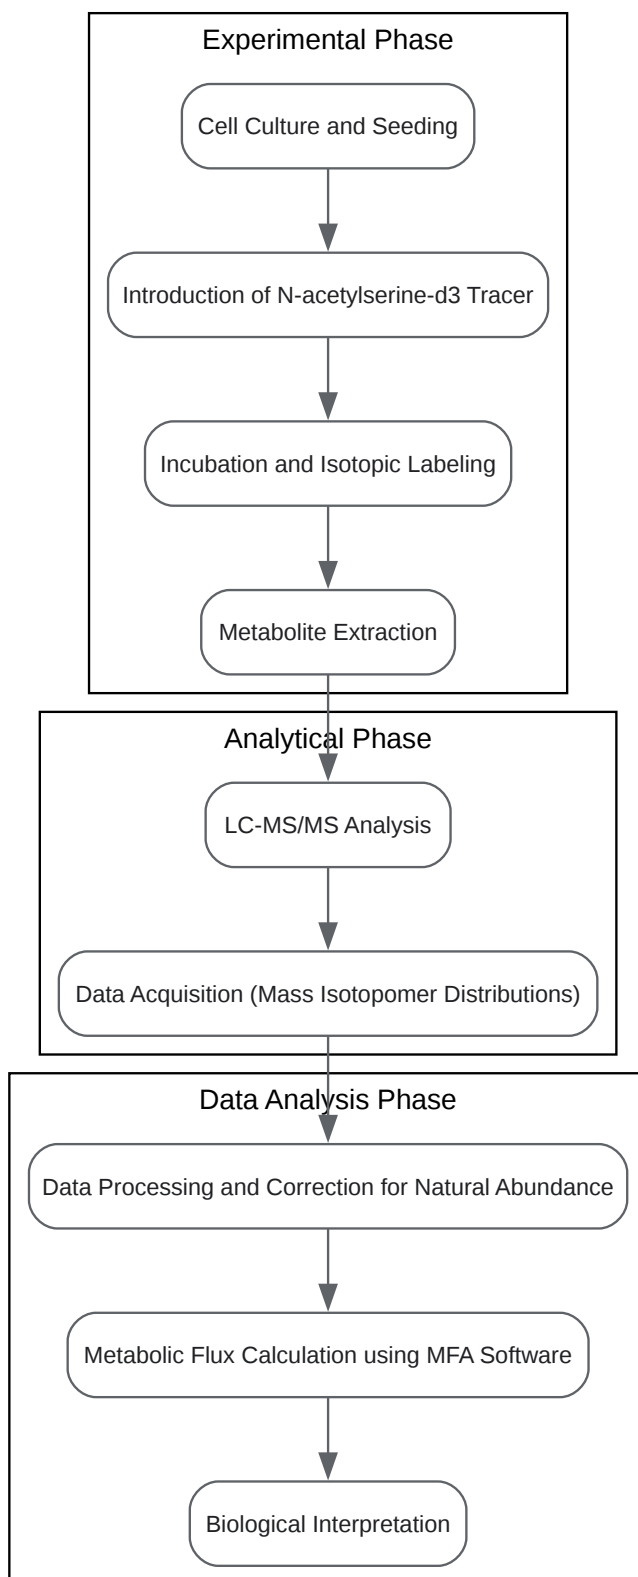 Experimental Phase
Cell Culture and Seeding
Introduction of N-acetylserine-d3 Tracer
Incubation and Isotopic Labeling
Metabolite Extraction
Analytical Phase
LC-MS/MS Analysis
Data Acquisition (Mass Isotopomer Distributions)
Data Analysis Phase
Data Processing and Correction for Natural Abundance
Metabolic Flux Calculation using MFA Software
Biological Interpretation